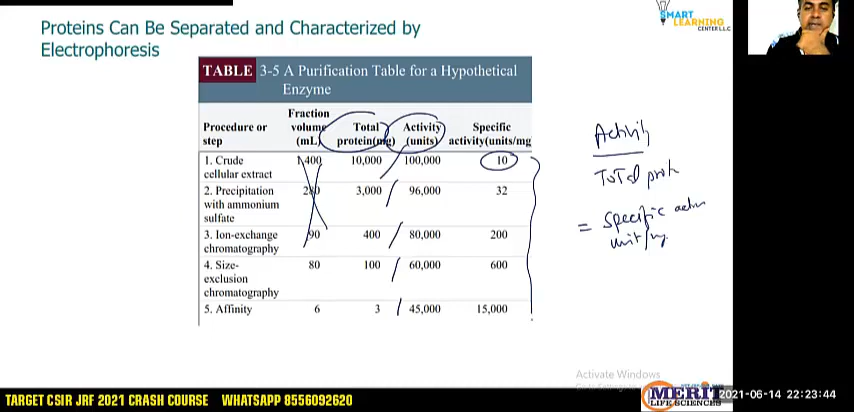 Proteins Can Be Separated and Characterized by
Electrophoresis
SMART
LEARNING
CENTER L.L.C
TABLE 3-5 A Purification Table for a Hypothetical
Enzyme
Procedure or step Fraction volume (mL) Total protein(mg) Activity (units) Specific activity(units/mg
1. Crude cellular extract 1,400 10,000 100,000 10
2. Precipitation with ammonium sulfate 280 3,000 96,000 32
3. Ion-exchange chromatography 90 400 80,000 200
4. Size-exclusion chromatography 80 100 60,000 600
5. Affinity 6 3 45,000 15,000
Activity
Total
= Specific
unit/mg
Activate Windows
TARGET CSIR JRF 2021 CRASH COURSE WHATSAPP 8556092620
MERIT
LIFE SCIENCES
2021-06-14 22:23:44